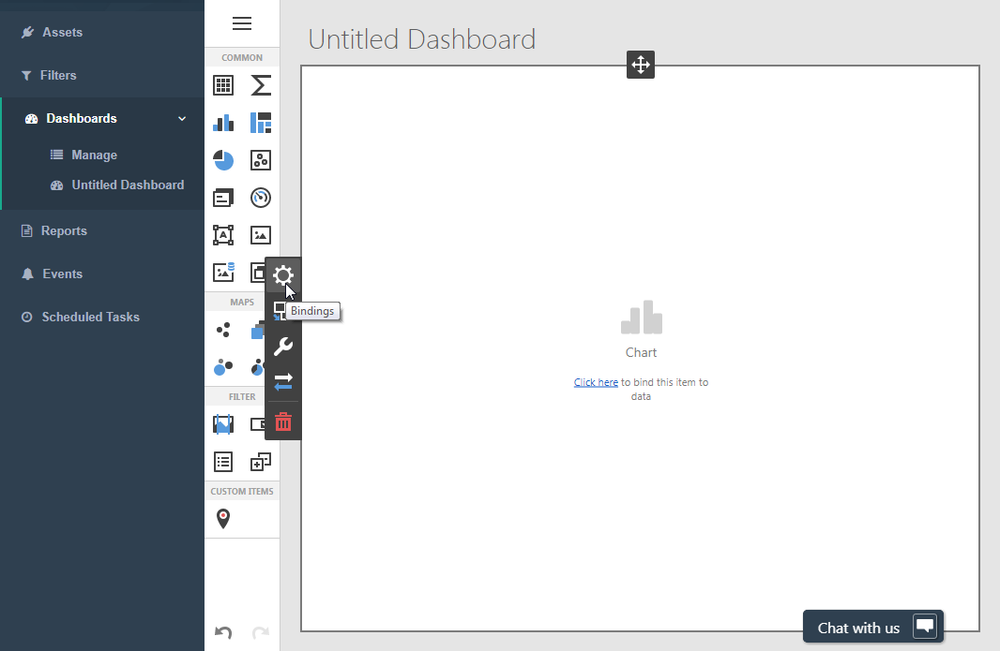 Assets
Filters
Dashboards
Manage
Untitled Dashboard
Reports
Events
Scheduled Tasks
COMMON
A
MAPS
FILTER
CUSTOM ITEMS
Bindings
Untitled Dashboard
Chart
Click here to bind this item to
data
Chat with us